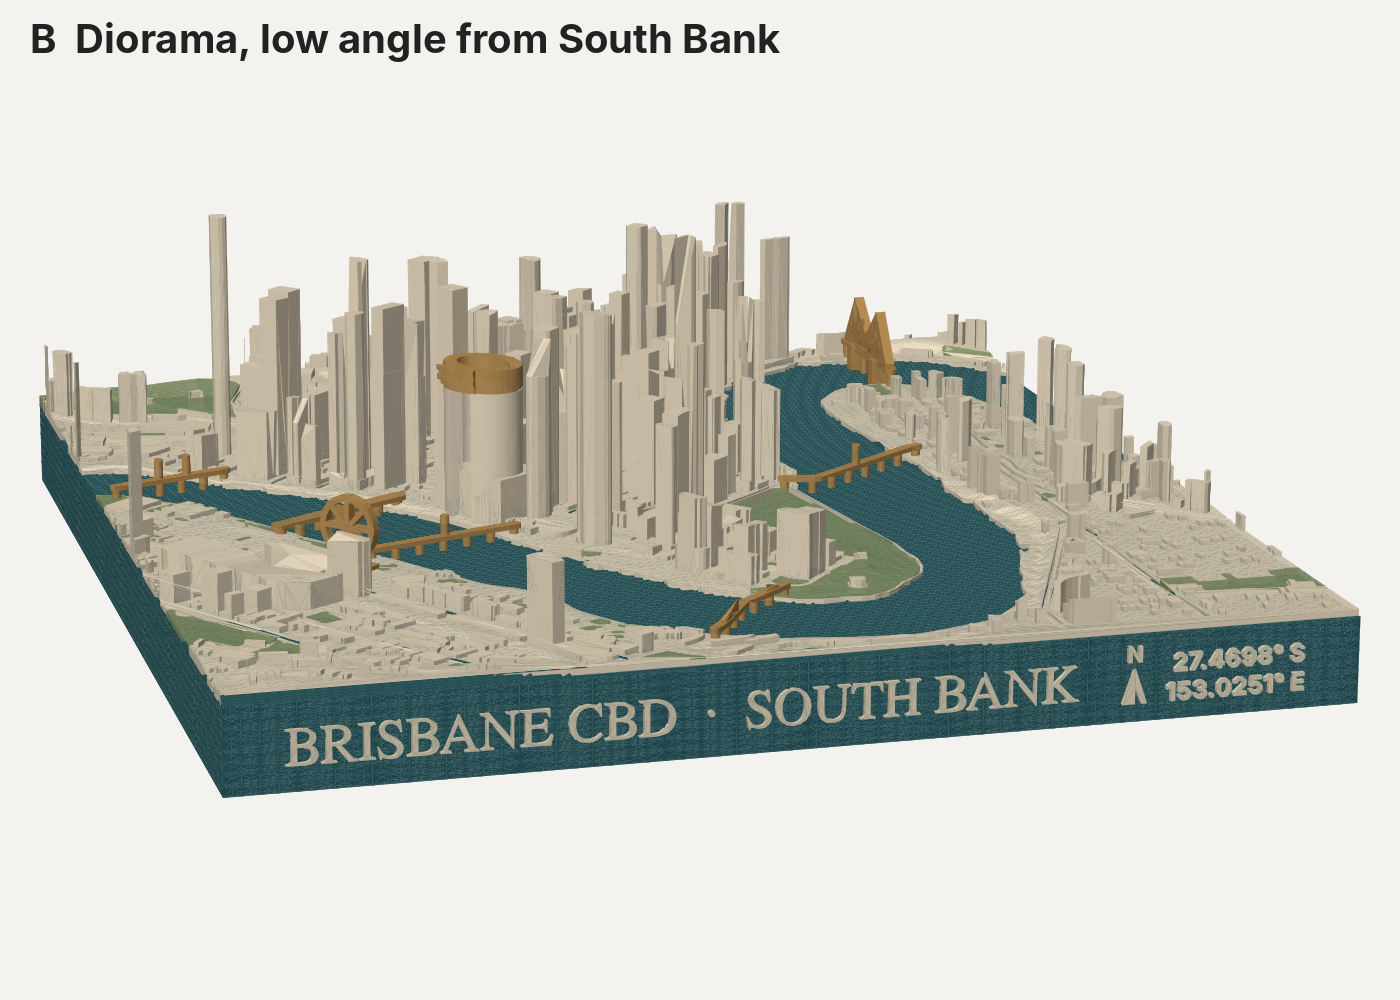 B Diorama, low angle from South Bank
BRISBANE CBD · SOUTH BANK
N
27.4698° S
153.0251° E